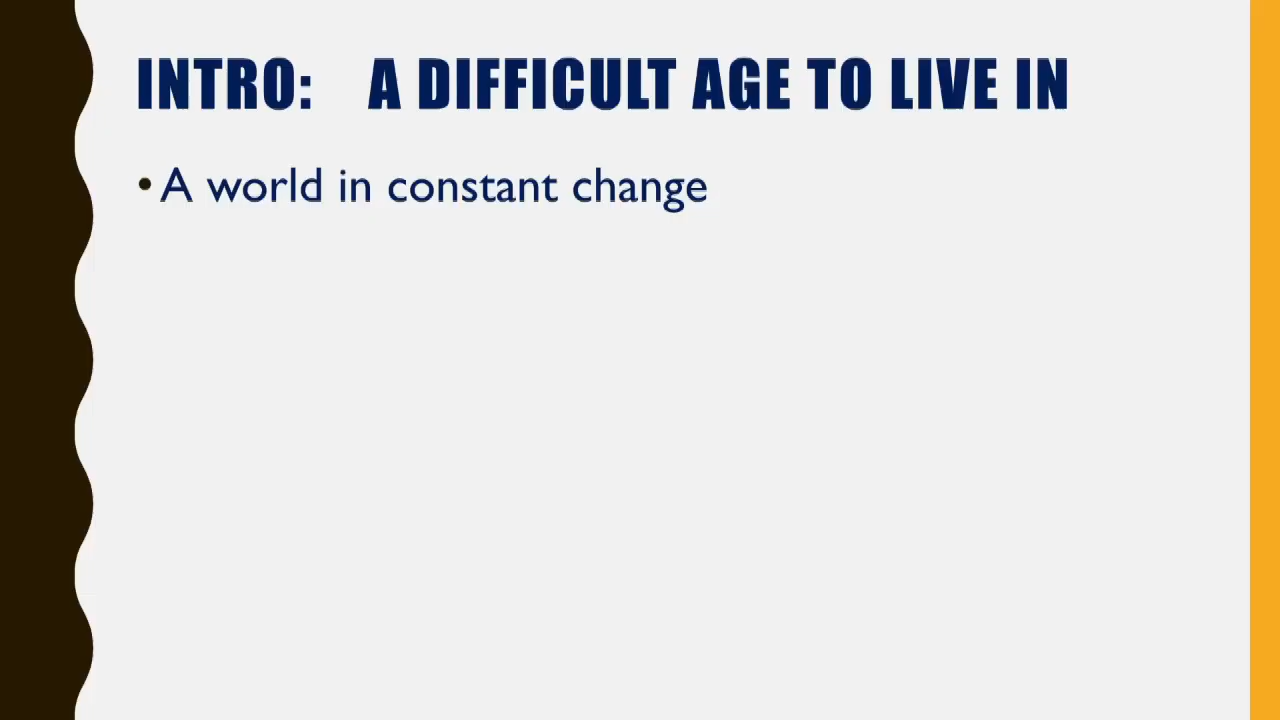 INTRO: A DIFFICULT AGE TO LIVE IN
• A world in constant change